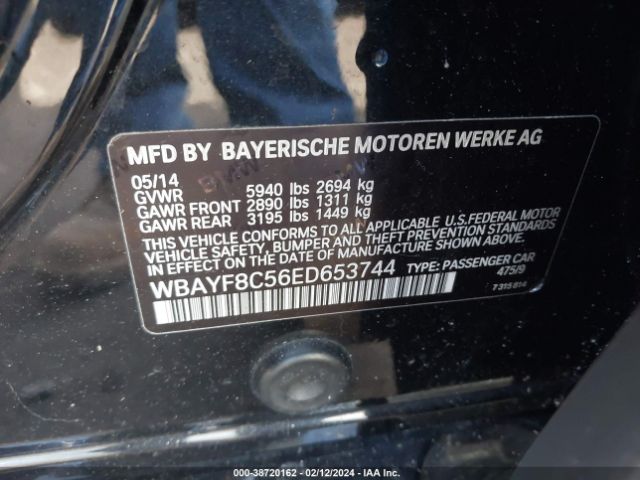 MFD BY BAYERISCHE MOTOREN WERKE AG
05/14
GVWR 5940 lbs 2694 kg
GAWR FRONT 2890 lbs 1311 kg
GAWR REAR 3195 lbs 1449 kg
THIS VEHICLE CONFORMS TO ALL APPLICABLE U.S.FEDERAL MOTOR
VEHICLE SAFETY, BUMPER AND THEFT PREVENTION STANDARDS
IN EFFECT ON THE DATE OF MANUFACTURE SHOWN ABOVE.
WBAYF8C56ED653744 TYPE: PASSENGER CAR
475/9
7 315 814
000-38720162 - 02/12/2024 - IAA Inc.